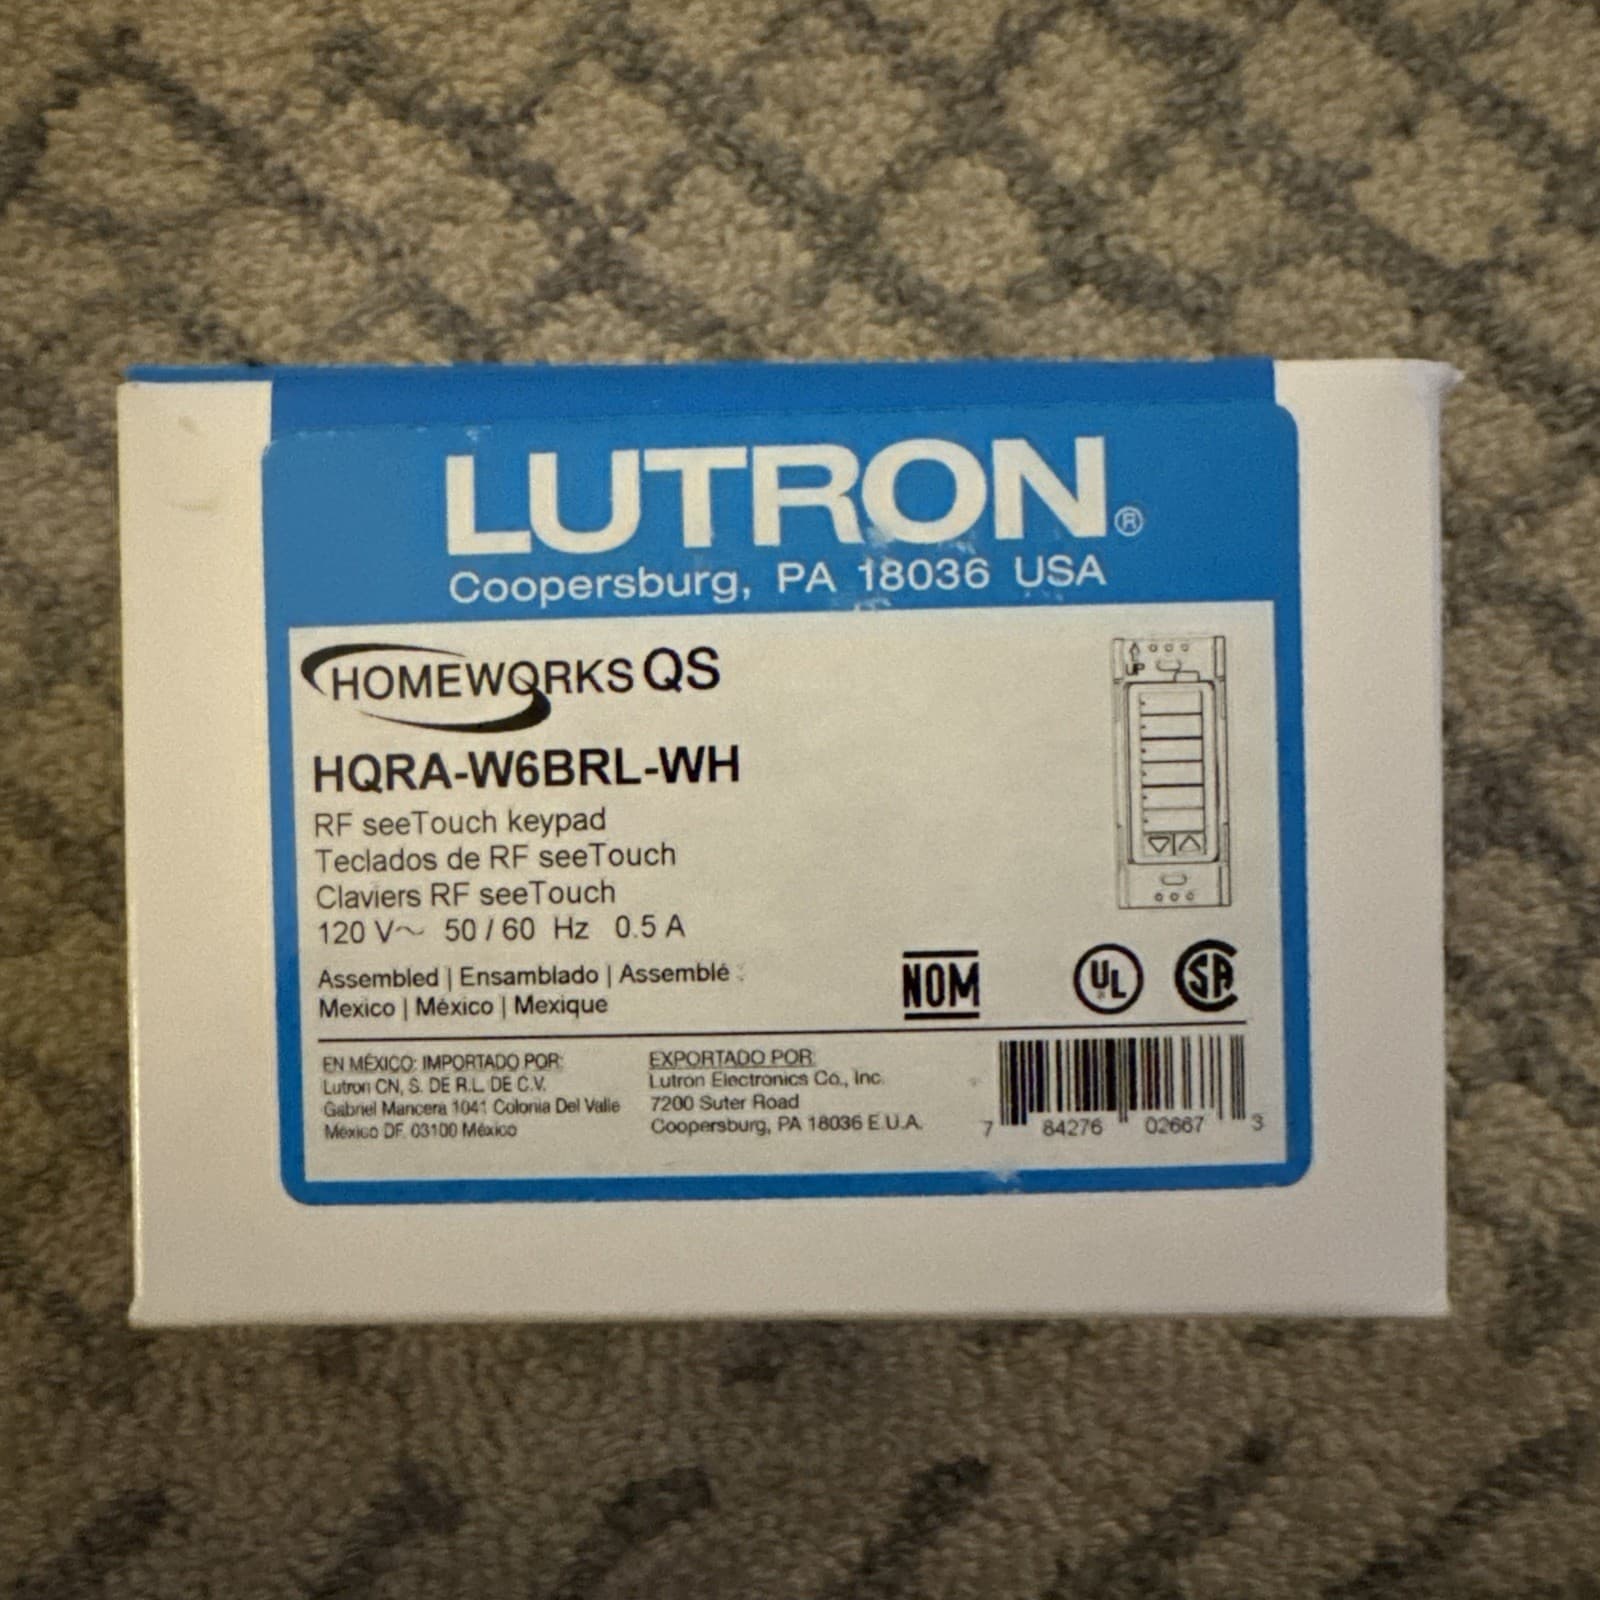 LUTRON®
Coopersburg, PA 18036 USA
HOMEWORKS QS
UP
HQRA-W6BRL-WH
RF seeTouch keypad
Teclados de RF seeTouch
Claviers RF seeTouch
120 V~ 50 / 60 Hz 0.5 A
Assembled | Ensamblado | Assemblé :
Mexico | México | Mexique
NOM
UL
SA
EN MÉXICO: IMPORTADO POR:
Lutron CN, S. DE R.L. DE C.V.
Gabriel Mancera 1041 Colonia Del Valle
México DF, 03100 México
EXPORTADO POR:
Lutron Electronics Co., Inc.
7200 Suter Road
Coopersburg, PA 18036 E.U.A.
7 84276 02667 3